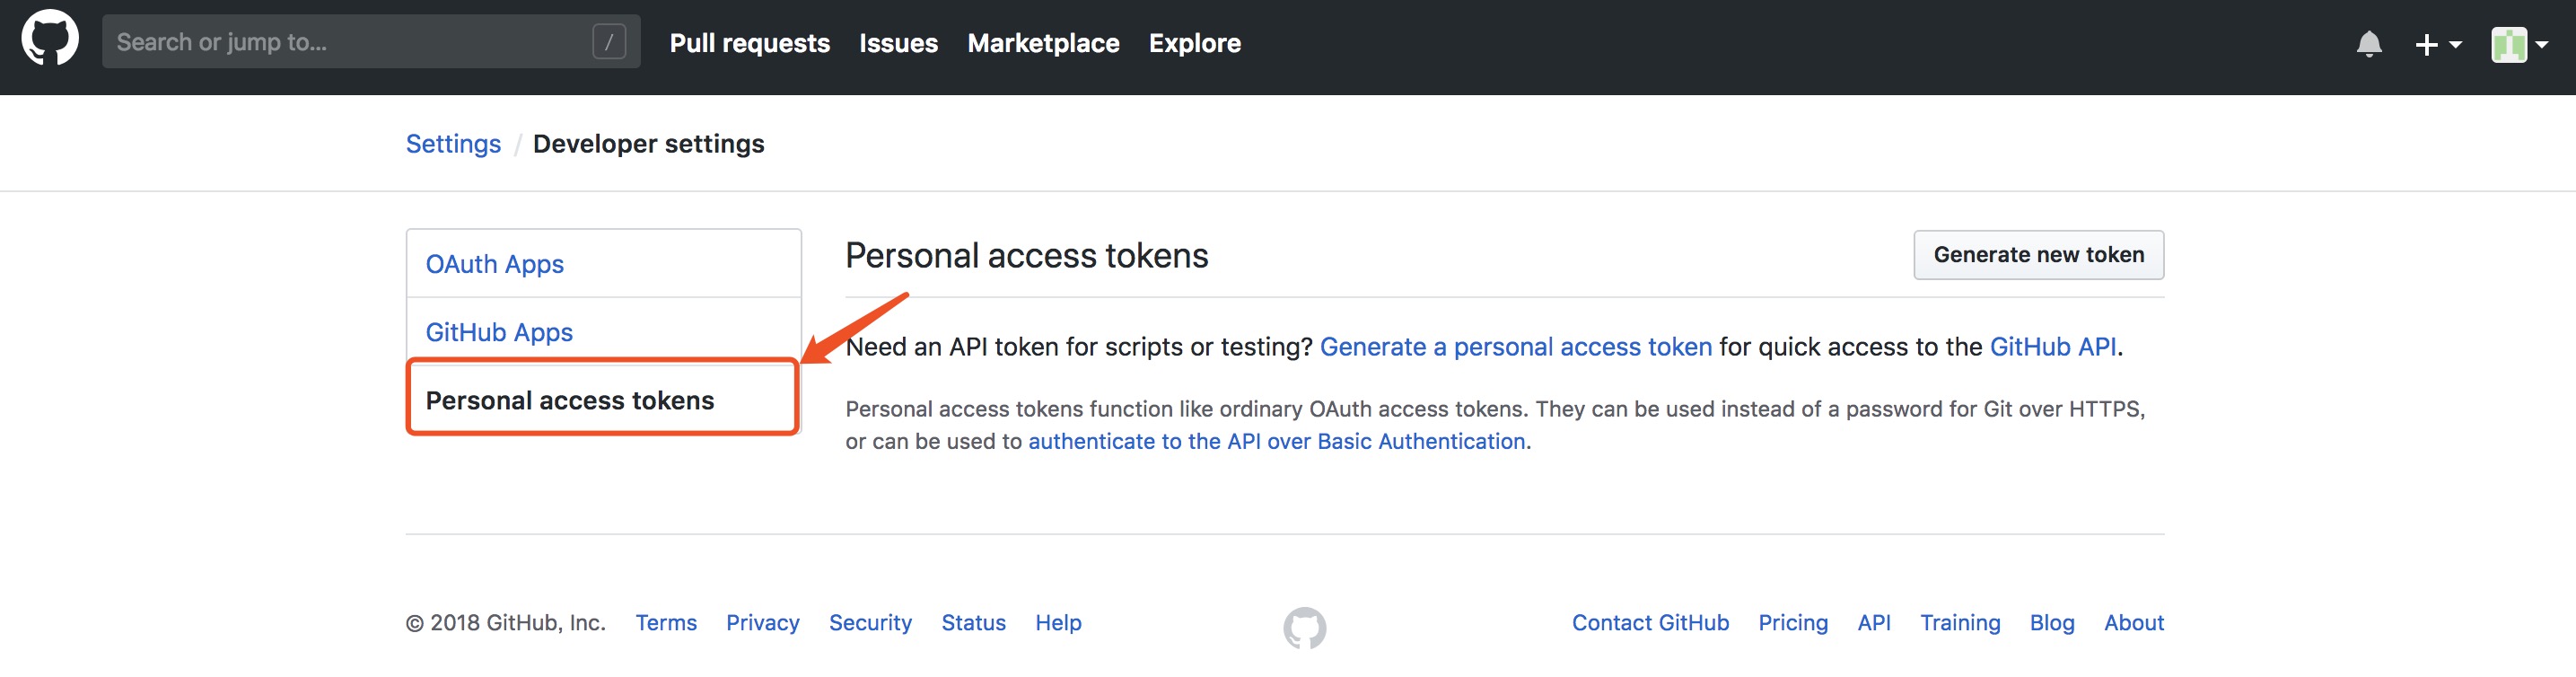 Search or jump to... /
Pull requests Issues Marketplace Explore
Settings / Developer settings
OAuth Apps
GitHub Apps
Personal access tokens
Personal access tokens
Generate new token
Need an API token for scripts or testing? Generate a personal access token for quick access to the GitHub API.
Personal access tokens function like ordinary OAuth access tokens. They can be used instead of a password for Git over HTTPS,
or can be used to authenticate to the API over Basic Authentication.
© 2018 GitHub, Inc. Terms Privacy Security Status Help
Contact GitHub Pricing API Training Blog About